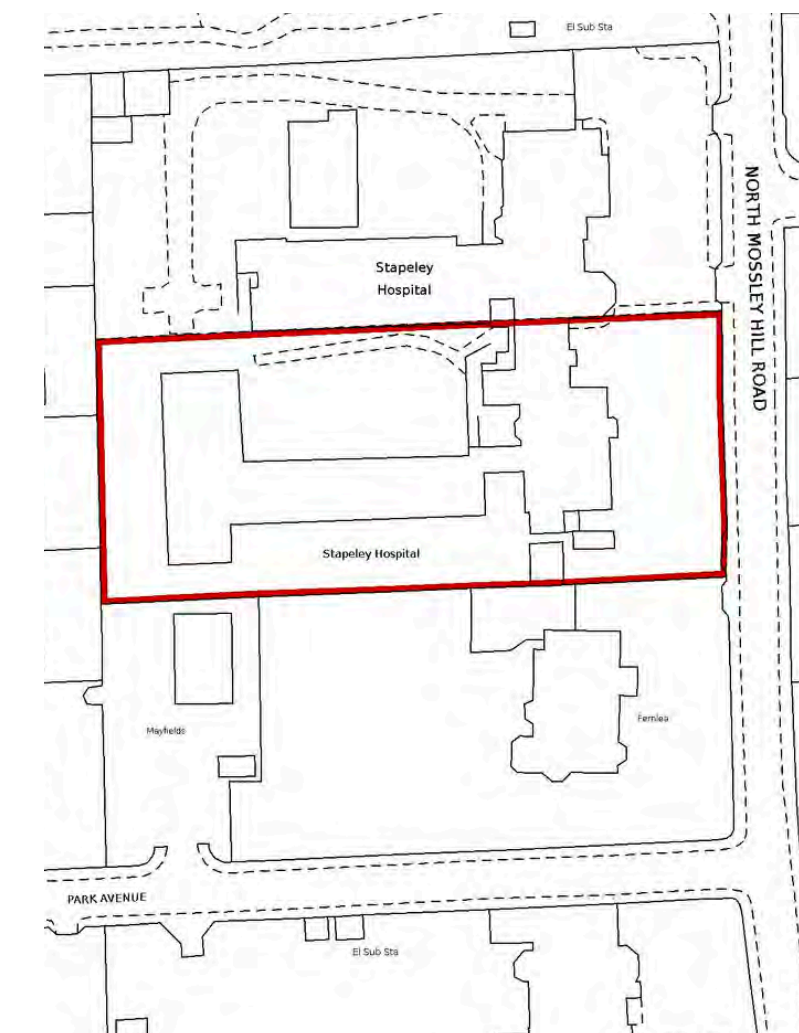 El Sub Sta
NORTH MOSSLEY HILL ROAD
Stapeley
Hospital
Stapeley Hospital
Mayfields
Fernlea
PARK AVENUE
El Sub Sta